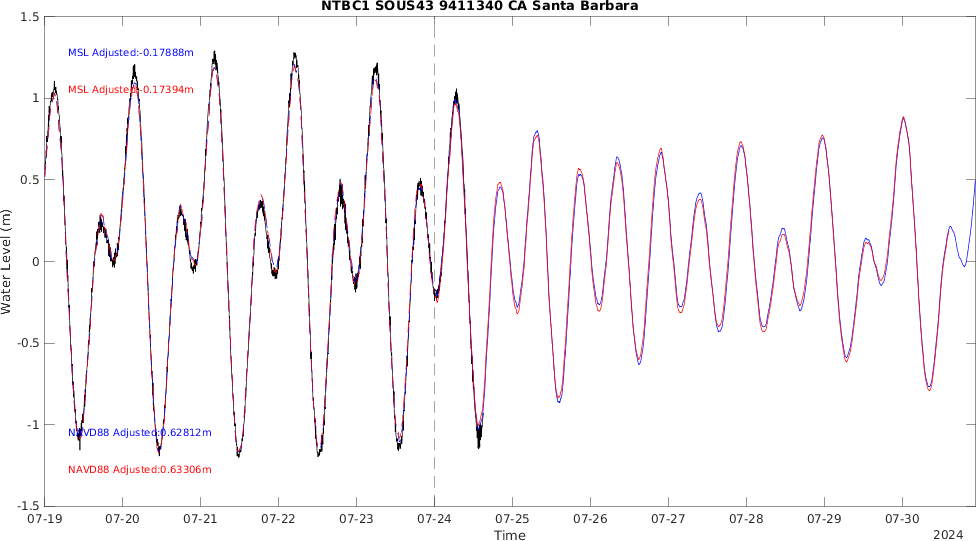 NTBC1 SOUS43 9411340 CA Santa Barbara
1.5
MSL Adjusted:-0.17888m
1
MSL Adjusted:-0.17394m
0.5
0
-0.5
-1
NAVD88 Adjusted:0.62812m
NAVD88 Adjusted:0.63306m
-1.5
Water Level (m)
07-19 07-20 07-21 07-22 07-23 07-24 07-25 07-26 07-27 07-28 07-29 07-30
Time
2024